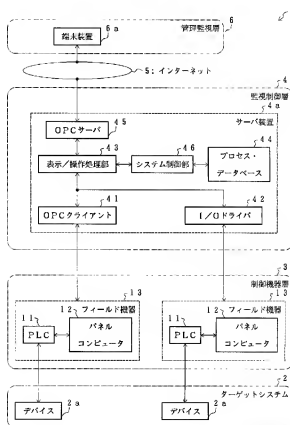 6
管理監視層
6a
端末装置
5:インターネット
4
監視制御層
4a
サーバ装置
45
OPCサーバ
43
表示/操作処理部
46
システム制御部
44
プロセス・
データベース
41
OPCクライアント
42
I/Oドライバ
3
制御機器層
13
フィールド機器
11
PLC
12
パネル
コンピュータ
13
フィールド機器
11
PLC
12
パネル
コンピュータ
2
ターゲットシステム
デバイス
2a
デバイス
2a